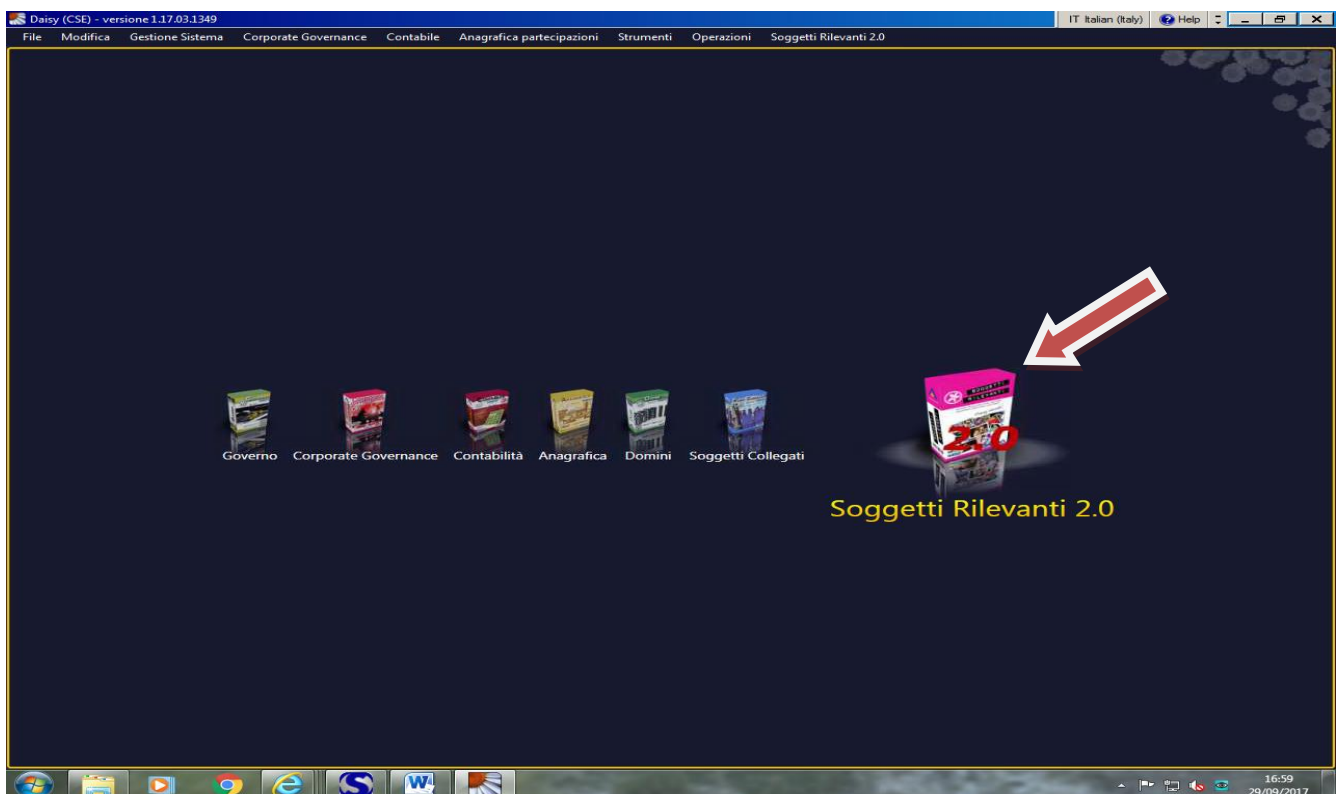 Daisy (CSE) - versione 1.17.03.1349
IT Italian (Italy) Help
File Modifica Gestione Sistema Corporate Governance Contabile Anagrafica partecipazioni Strumenti Operazioni Soggetti Rilevanti 2.0
SOGGETTI
RILEVANTI
2.0
Governo Corporate Governance Contabilità Anagrafica Domini Soggetti Collegati
Soggetti Rilevanti 2.0
16:59
29/09/2017